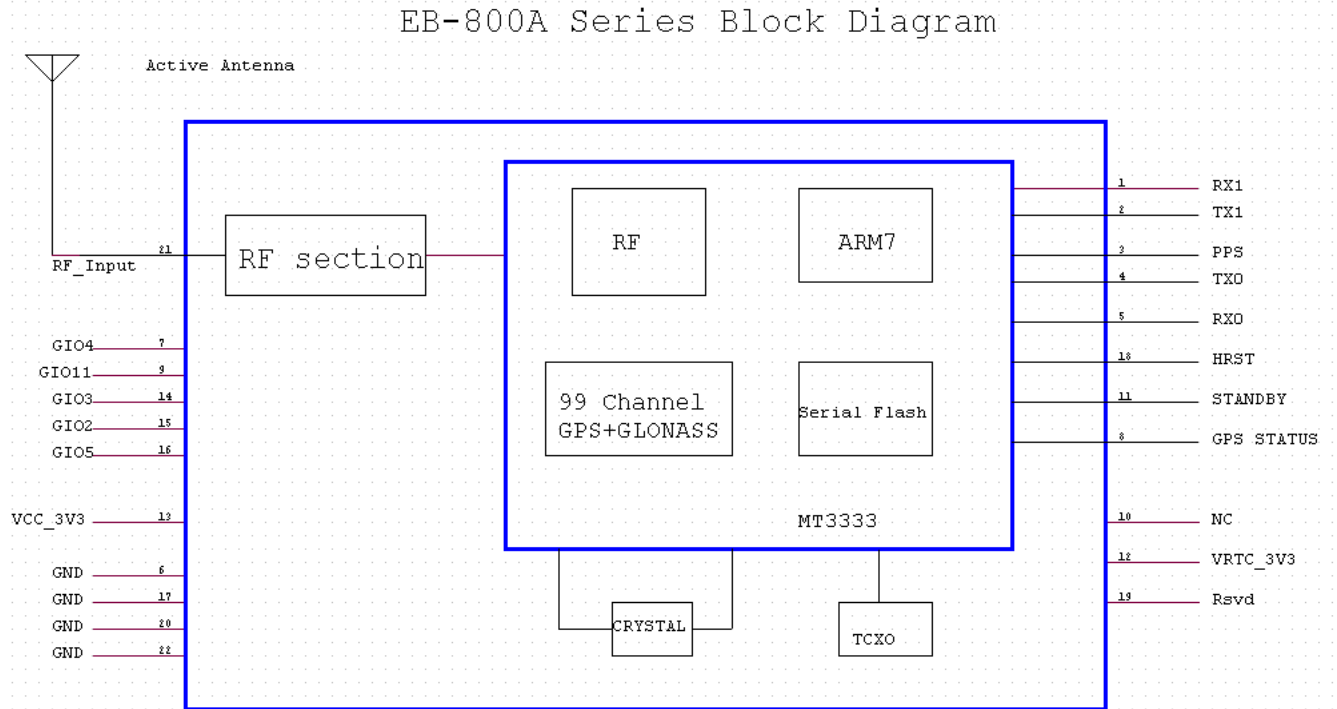 EB-800A Series Block Diagram
Active Antenna
RF_Input
21
RF section
RF
ARM7
99 Channel
GPS+GLONASS
Serial Flash
MT3333
CRYSTAL
TCXO
GIO4 7
GIO11 9
GIO3 14
GIO2 15
GIO5 16
VCC_3V3 13
GND 6
GND 17
GND 20
GND 22
1 RX1
2 TX1
3 PPS
4 TX0
5 RX0
18 HRST
11 STANDBY
8 GPS STATUS
10 NC
12 VRTC_3V3
19 Rsvd